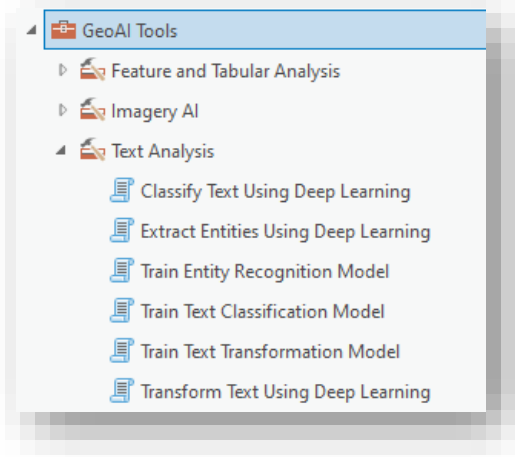 GeoAI Tools
Feature and Tabular Analysis
Imagery AI
Text Analysis
Classify Text Using Deep Learning
Extract Entities Using Deep Learning
Train Entity Recognition Model
Train Text Classification Model
Train Text Transformation Model
Transform Text Using Deep Learning